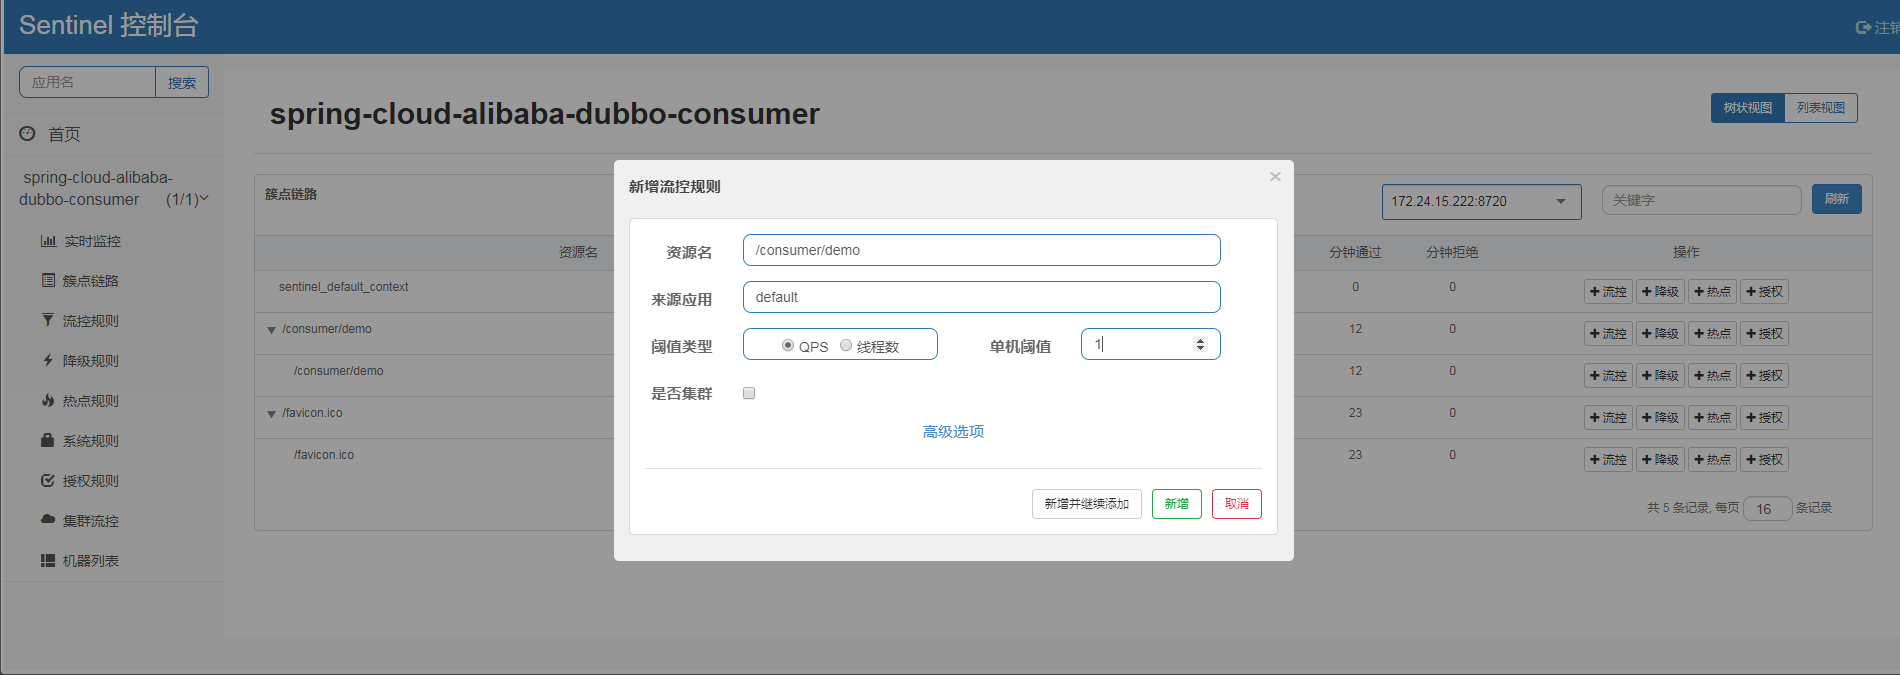 Sentinel 控制台
注销
应用名
搜索
首页
spring-cloud-alibaba-
dubbo-consumer (1/1)
实时监控
簇点链路
流控规则
降级规则
热点规则
系统规则
授权规则
集群流控
机器列表
spring-cloud-alibaba-dubbo-consumer
树状视图 列表视图
簇点链路
172.24.15.222:8720
关键字
刷新
资源名 分钟通过 分钟拒绝 操作
sentinel_default_context 0 0 流控 降级 热点 授权
/consumer/demo 12 0 流控 降级 热点 授权
/consumer/demo 12 0 流控 降级 热点 授权
/favicon.ico 23 0 流控 降级 热点 授权
/favicon.ico 23 0 流控 降级 热点 授权
共 5 条记录, 每页 16 条记录
新增流控规则
×
资源名 /consumer/demo
来源应用 default
阈值类型 QPS 线程数 单机阈值 1
是否集群
高级选项
新增并继续添加 新增 取消